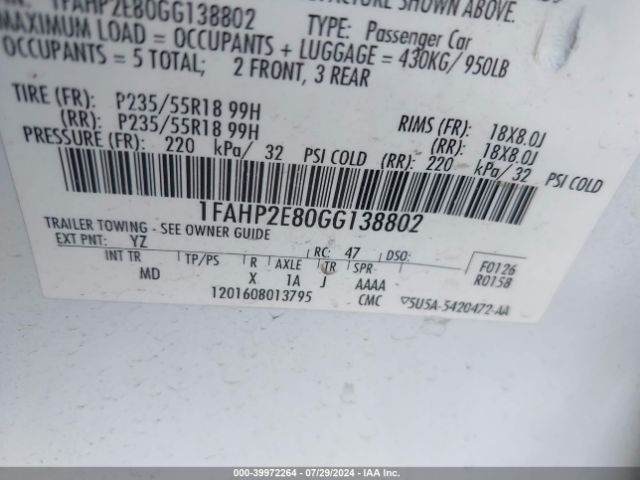 1FAHP2E80GG138802
SHOWN ABOVE.
TYPE: Passenger Car
MAXIMUM LOAD = OCCUPANTS + LUGGAGE = 430KG/950LB
OCCUPANTS = 5 TOTAL; 2 FRONT, 3 REAR
TIRE (FR): P235/55R18 99H RIMS (FR): 18X8.0J
(RR): P235/55R18 99H (RR): 18X8.0J
PRESSURE (FR): 220 kPa/ 32 PSI COLD (RR): 220 kPa/ 32 PSI COLD
1FAHP2E80GG138802
TRAILER TOWING - SEE OWNER GUIDE
EXT PNT: YZ RC: 47 DSO: F0126
INT TR TP/PS R AXLE TR SPR R0158
MD X 1A J AAAA
1201608013795 CMC 5U5A-5420472-AA
000-39972264 - 07/29/2024 - IAA Inc.